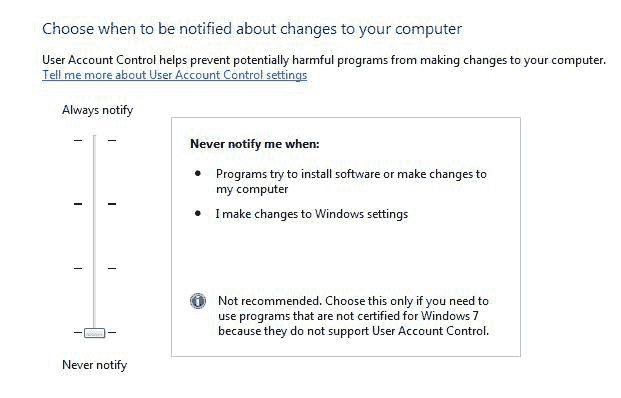 Choose when to be notified about changes to your computer
User Account Control helps prevent potentially harmful programs from making changes to your computer.
Tell me more about User Account Control settings
Always notify
Never notify me when:
Programs try to install software or make changes to
my computer
I make changes to Windows settings
Not recommended. Choose this only if you need to
use programs that are not certified for Windows 7
because they do not support User Account Control.
Never notify